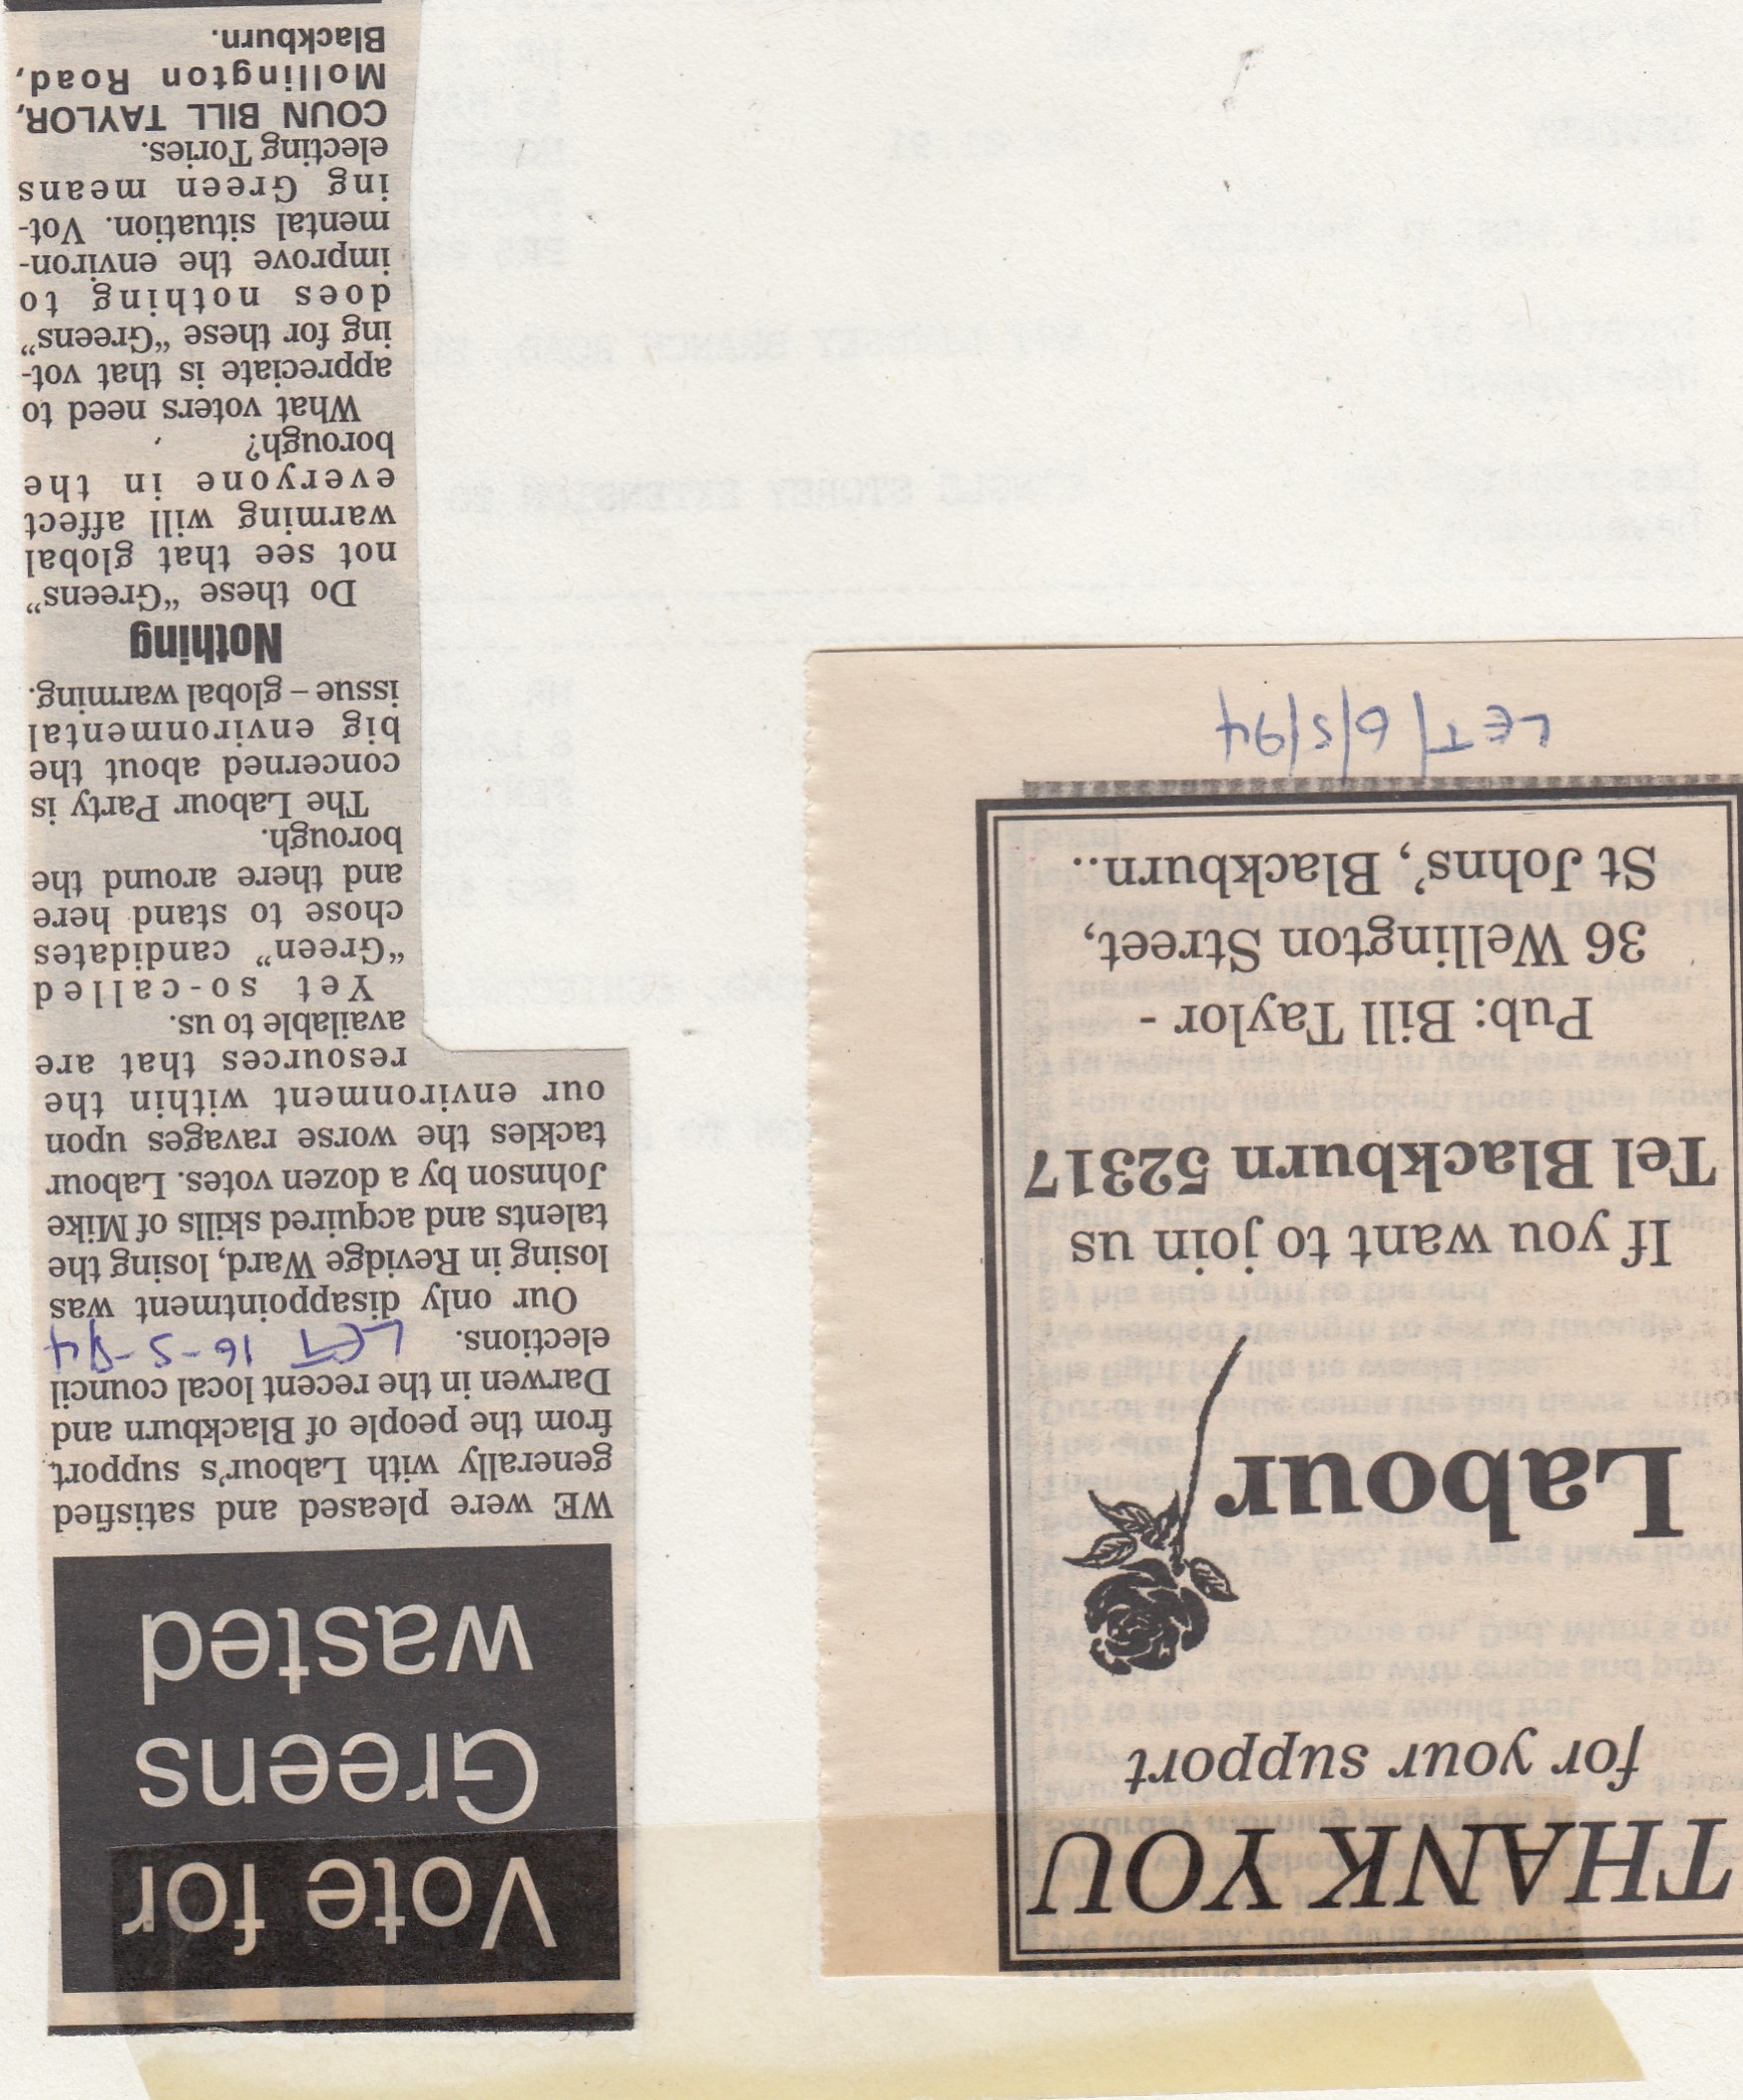 THANK YOU
for your support
Labour
If you want to join us
Tel Blackburn 52317
Pub: Bill Taylor -
36 Wellington Street,
St Johns', Blackburn..
LET 6/5/94
Vote for
Greens
wasted
WE were pleased and satisfied
generally with Labour's support
from the people of Blackburn and
Darwen in the recent local council
elections. LET 16-5-94
Our only disappointment was
losing in Revidge Ward, losing the
talents and acquired skills of Mike
Johnson by a dozen votes. Labour
tackles the worse ravages upon
our environment within the
resources that are
available to us.
Yet so-called
“Green” candidates
chose to stand here
and there around the
borough.
The Labour Party is
concerned about the
big environmental
issue – global warming.
Nothing
Do these “Greens”
not see that global
warming will affect
everyone in the
borough?
What voters need to
appreciate is that vot-
ing for these “Greens”
does nothing to
improve the environ-
mental situation. Vot-
ing Green means
electing Tories.
COUN BILL TAYLOR,
Mollington Road,
Blackburn.